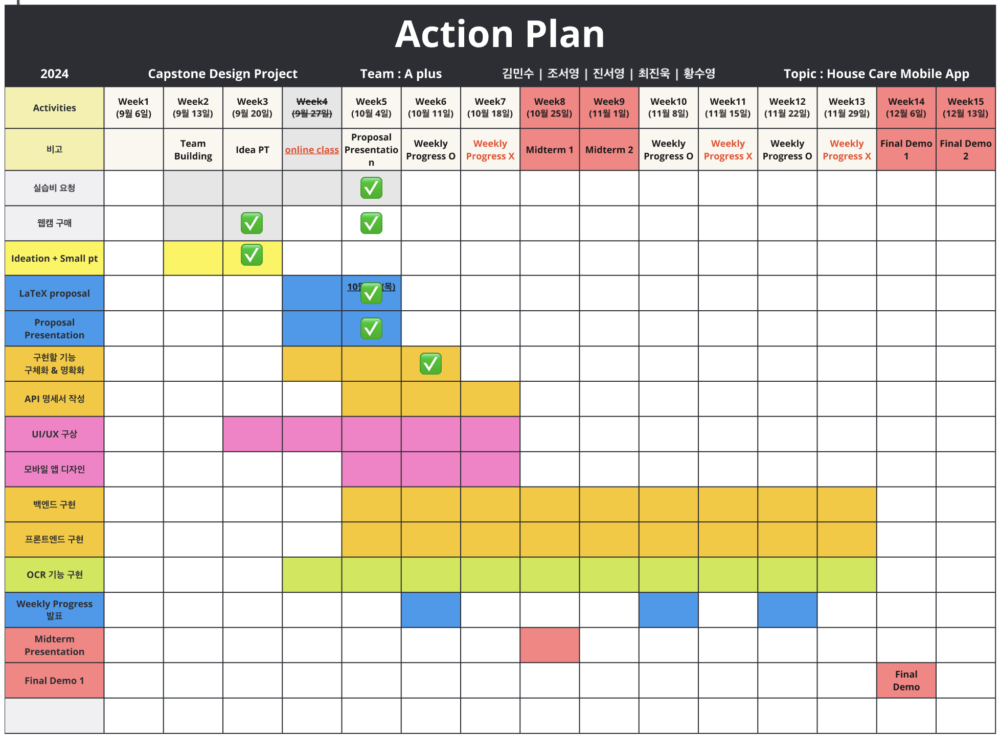 Action Plan
2024 Capstone Design Project Team : A plus 김민수 | 조서영 | 진서영 | 최진욱 | 황수영 Topic : House Care Mobile App
Activities
Week1
(9월 6일)
Week2
(9월 13일)
Week3
(9월 20일)
Week4
(9월 27일)
Week5
(10월 4일)
Week6
(10월 11일)
Week7
(10월 18일)
Week8
(10월 25일)
Week9
(11월 1일)
Week10
(11월 8일)
Week11
(11월 15일)
Week12
(11월 22일)
Week13
(11월 29일)
Week14
(12월 6일)
Week15
(12월 13일)
비고
Team
Building
Idea PT
online class
Proposal
Presentatio
n
Weekly
Progress O
Weekly
Progress X
Midterm 1
Midterm 2
Weekly
Progress O
Weekly
Progress X
Weekly
Progress O
Weekly
Progress X
Final Demo
1
Final Demo
2
실습비 요청
웹캠 구매
Ideation + Small pt
LaTeX proposal
(목)
Proposal
Presentation
구현할 기능
구체화 & 명확화
API 명세서 작성
UI/UX 구상
모바일 앱 디자인
백엔드 구현
프론트엔드 구현
OCR 기능 구현
Weekly Progress
발표
Midterm
Presentation
Final Demo 1
Final
Demo